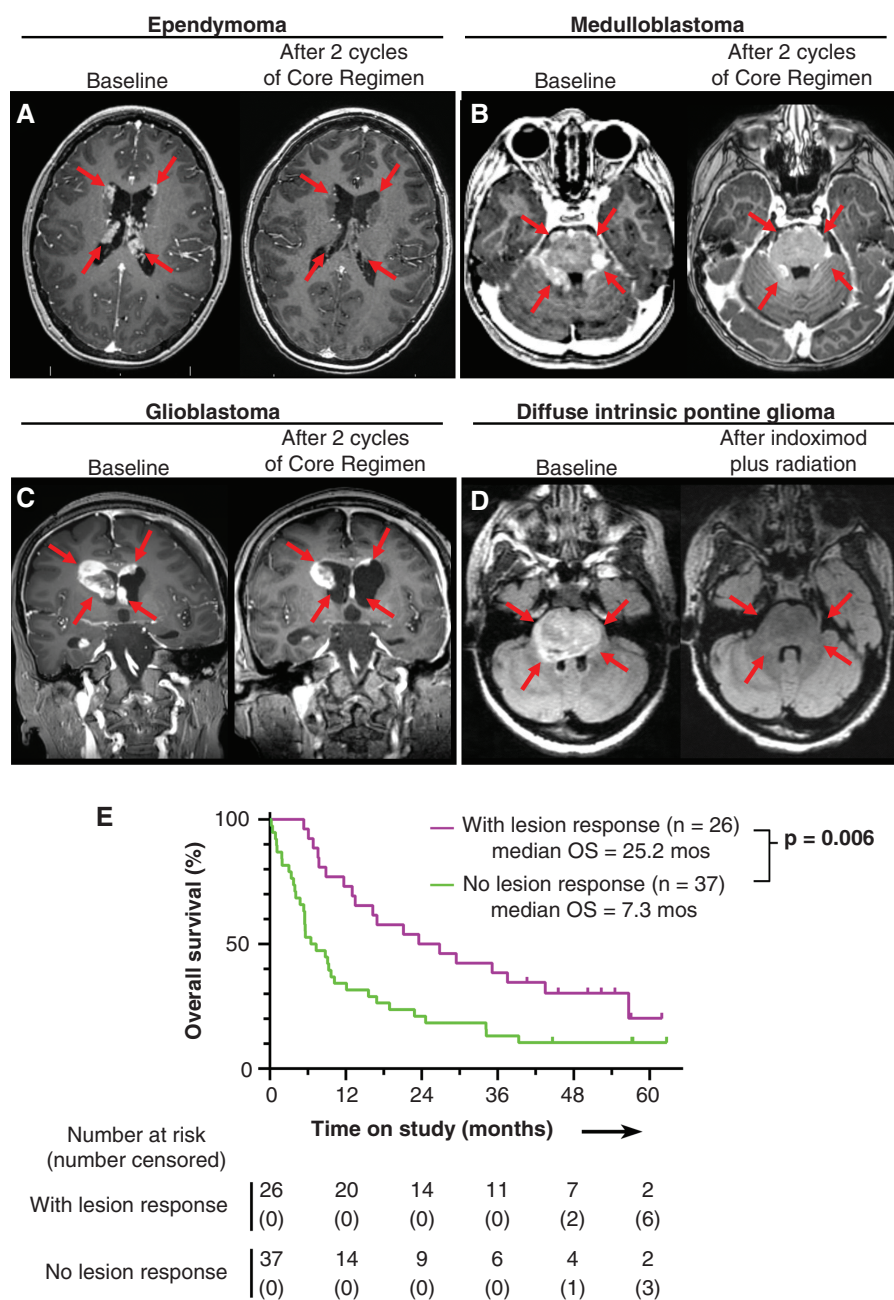 Ependymoma
Baseline
After 2 cycles
of Core Regimen
A
Medulloblastoma
Baseline
After 2 cycles
of Core Regimen
B
Glioblastoma
Baseline
After 2 cycles
of Core Regimen
C
Diffuse intrinsic pontine glioma
Baseline
After indoximod
plus radiation
D
E
Overall survival (%)
100
50
0
With lesion response (n = 26)
median OS = 25.2 mos
No lesion response (n = 37)
median OS = 7.3 mos
p = 0.006
0 12 24 36 48 60
Time on study (months)
Number at risk
(number censored)
With lesion response
26 20 14 11 7 2
(0) (0) (0) (0) (2) (6)
No lesion response
37 14 9 6 4 2
(0) (0) (0) (0) (1) (3)